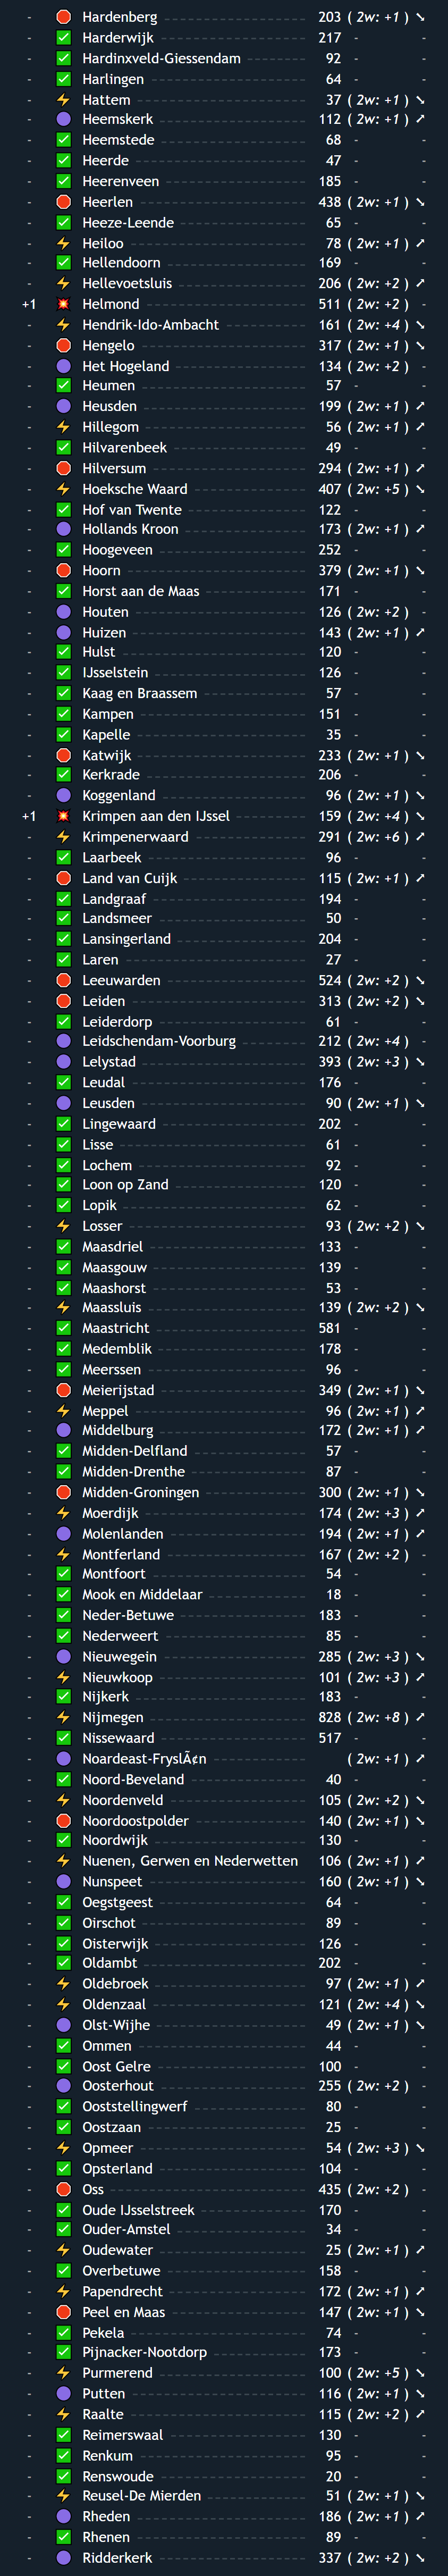 - Hardenberg 203 ( 2w: +1 ) ↘
- Harderwijk 217 - -
- Hardinxveld-Giessendam 92 - -
- Harlingen 64 - -
- Hattem 37 ( 2w: +1 ) ↘
- Heemskerk 112 ( 2w: +1 ) ↗
- Heemstede 68 - -
- Heerde 47 - -
- Heerenveen 185 - -
- Heerlen 438 ( 2w: +1 ) ↘
- Heeze-Leende 65 - -
- Heiloo 78 ( 2w: +1 ) ↗
- Hellendoorn 169 - -
- Hellevoetsluis 206 ( 2w: +2 ) ↗
+1 Helmond 511 ( 2w: +2 ) -
- Hendrik-Ido-Ambacht 161 ( 2w: +4 ) ↘
- Hengelo 317 ( 2w: +1 ) ↘
- Het Hogeland 134 ( 2w: +2 ) -
- Heumen 57 - -
- Heusden 199 ( 2w: +1 ) ↗
- Hillegom 56 ( 2w: +1 ) ↗
- Hilvarenbeek 49 - -
- Hilversum 294 ( 2w: +1 ) ↗
- Hoeksche Waard 407 ( 2w: +5 ) ↘
- Hof van Twente 122 - -
- Hollands Kroon 173 ( 2w: +1 ) ↗
- Hoogeveen 252 - -
- Hoorn 379 ( 2w: +1 ) ↘
- Horst aan de Maas 171 - -
- Houten 126 ( 2w: +2 ) -
- Huizen 143 ( 2w: +1 ) ↗
- Hulst 120 - -
- IJsselstein 126 - -
- Kaag en Braassem 57 - -
- Kampen 151 - -
- Kapelle 35 - -
- Katwijk 233 ( 2w: +1 ) ↘
- Kerkrade 206 - -
- Koggenland 96 ( 2w: +1 ) ↘
+1 Krimpen aan den IJssel 159 ( 2w: +4 ) ↘
- Krimpenerwaard 291 ( 2w: +6 ) ↗
- Laarbeek 96 - -
- Land van Cuijk 115 ( 2w: +1 ) ↗
- Landgraaf 194 - -
- Landsmeer 50 - -
- Lansingerland 204 - -
- Laren 27 - -
- Leeuwarden 524 ( 2w: +2 ) ↘
- Leiden 313 ( 2w: +2 ) ↘
- Leiderdorp 61 - -
- Leidschendam-Voorburg 212 ( 2w: +4 ) -
- Lelystad 393 ( 2w: +3 ) ↘
- Leudal 176 - -
- Leusden 90 ( 2w: +1 ) ↘
- Lingewaard 202 - -
- Lisse 61 - -
- Lochem 92 - -
- Loon op Zand 120 - -
- Lopik 62 - -
- Losser 93 ( 2w: +2 ) ↘
- Maasdriel 133 - -
- Maasgouw 139 - -
- Maashorst 53 - -
- Maassluis 139 ( 2w: +2 ) ↘
- Maastricht 581 - -
- Medemblik 178 - -
- Meerssen 96 - -
- Meierijstad 349 ( 2w: +1 ) ↘
- Meppel 96 ( 2w: +1 ) ↗
- Middelburg 172 ( 2w: +1 ) ↗
- Midden-Delfland 57 - -
- Midden-Drenthe 87 - -
- Midden-Groningen 300 ( 2w: +1 ) ↘
- Moerdijk 174 ( 2w: +3 ) ↗
- Molenlanden 194 ( 2w: +1 ) ↗
- Montferland 167 ( 2w: +2 ) -
- Montfoort 54 - -
- Mook en Middelaar 18 - -
- Neder-Betuwe 183 - -
- Nederweert 85 - -
- Nieuwegein 285 ( 2w: +3 ) ↘
- Nieuwkoop 101 ( 2w: +3 ) ↗
- Nijkerk 183 - -
- Nijmegen 828 ( 2w: +8 ) ↗
- Nissewaard 517 - -
- Noardeast-FryslÃ¢n ( 2w: +1 ) ↗
- Noord-Beveland 40 - -
- Noordenveld 105 ( 2w: +2 ) ↘
- Noordoostpolder 140 ( 2w: +1 ) ↘
- Noordwijk 130 - -
- Nuenen, Gerwen en Nederwetten 106 ( 2w: +1 ) ↗
- Nunspeet 160 ( 2w: +1 ) ↘
- Oegstgeest 64 - -
- Oirschot 89 - -
- Oisterwijk 126 - -
- Oldambt 202 - -
- Oldebroek 97 ( 2w: +1 ) ↗
- Oldenzaal 121 ( 2w: +4 ) ↘
- Olst-Wijhe 49 ( 2w: +1 ) ↘
- Ommen 44 - -
- Oost Gelre 100 - -
- Oosterhout 255 ( 2w: +2 ) -
- Ooststellingwerf 80 - -
- Oostzaan 25 - -
- Opmeer 54 ( 2w: +3 ) ↘
- Opsterland 104 - -
- Oss 435 ( 2w: +2 ) -
- Oude IJsselstreek 170 - -
- Ouder-Amstel 34 - -
- Oudewater 25 ( 2w: +1 ) ↗
- Overbetuwe 158 - -
- Papendrecht 172 ( 2w: +1 ) ↗
- Peel en Maas 147 ( 2w: +1 ) ↘
- Pekela 74 - -
- Pijnacker-Nootdorp 173 - -
- Purmerend 100 ( 2w: +5 ) ↘
- Putten 116 ( 2w: +1 ) ↘
- Raalte 115 ( 2w: +2 ) ↗
- Reimerswaal 130 - -
- Renkum 95 - -
- Renswoude 20 - -
- Reusel-De Mierden 51 ( 2w: +1 ) ↘
- Rheden 186 ( 2w: +1 ) ↗
- Rhenen 89 - -
- Ridderkerk 337 ( 2w: +2 ) ↘